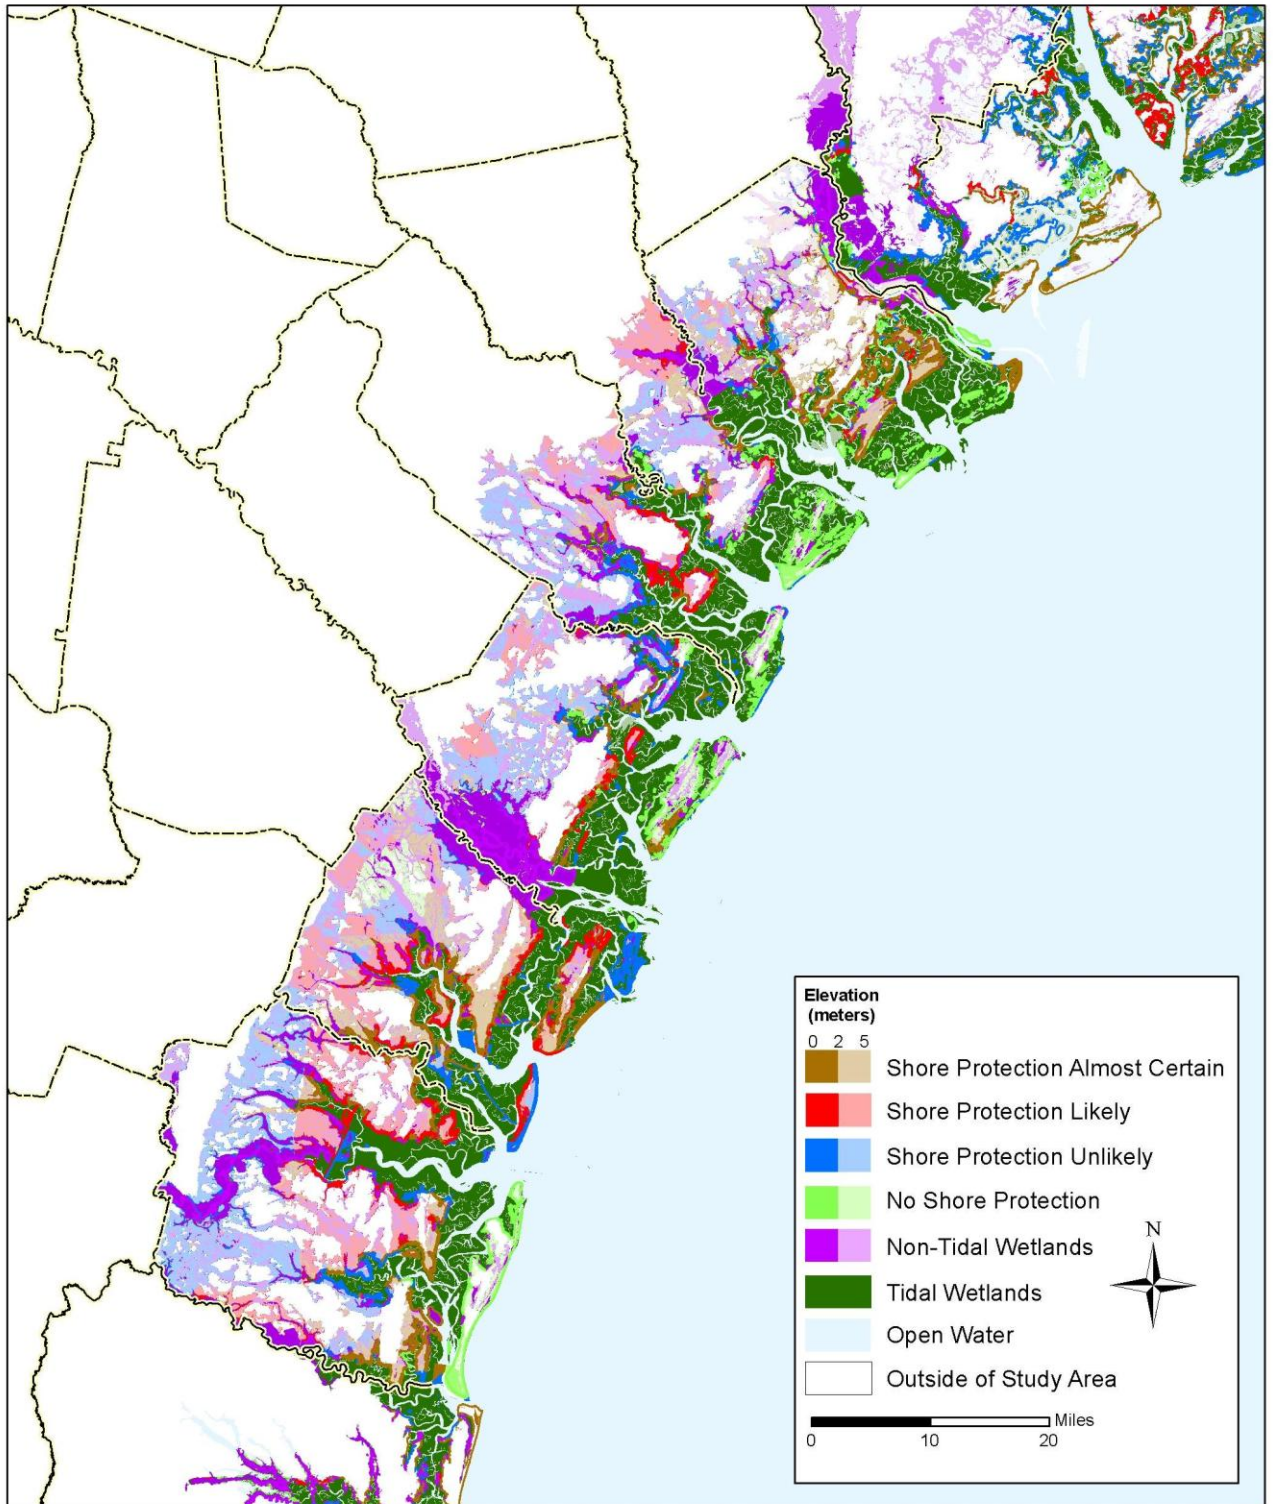 Elevation
(meters)
0 2 5
Shore Protection Almost Certain
Shore Protection Likely
Shore Protection Unlikely
No Shore Protection
Non-Tidal Wetlands
N
Tidal Wetlands
Open Water
Outside of Study Area
Miles
0 10 20